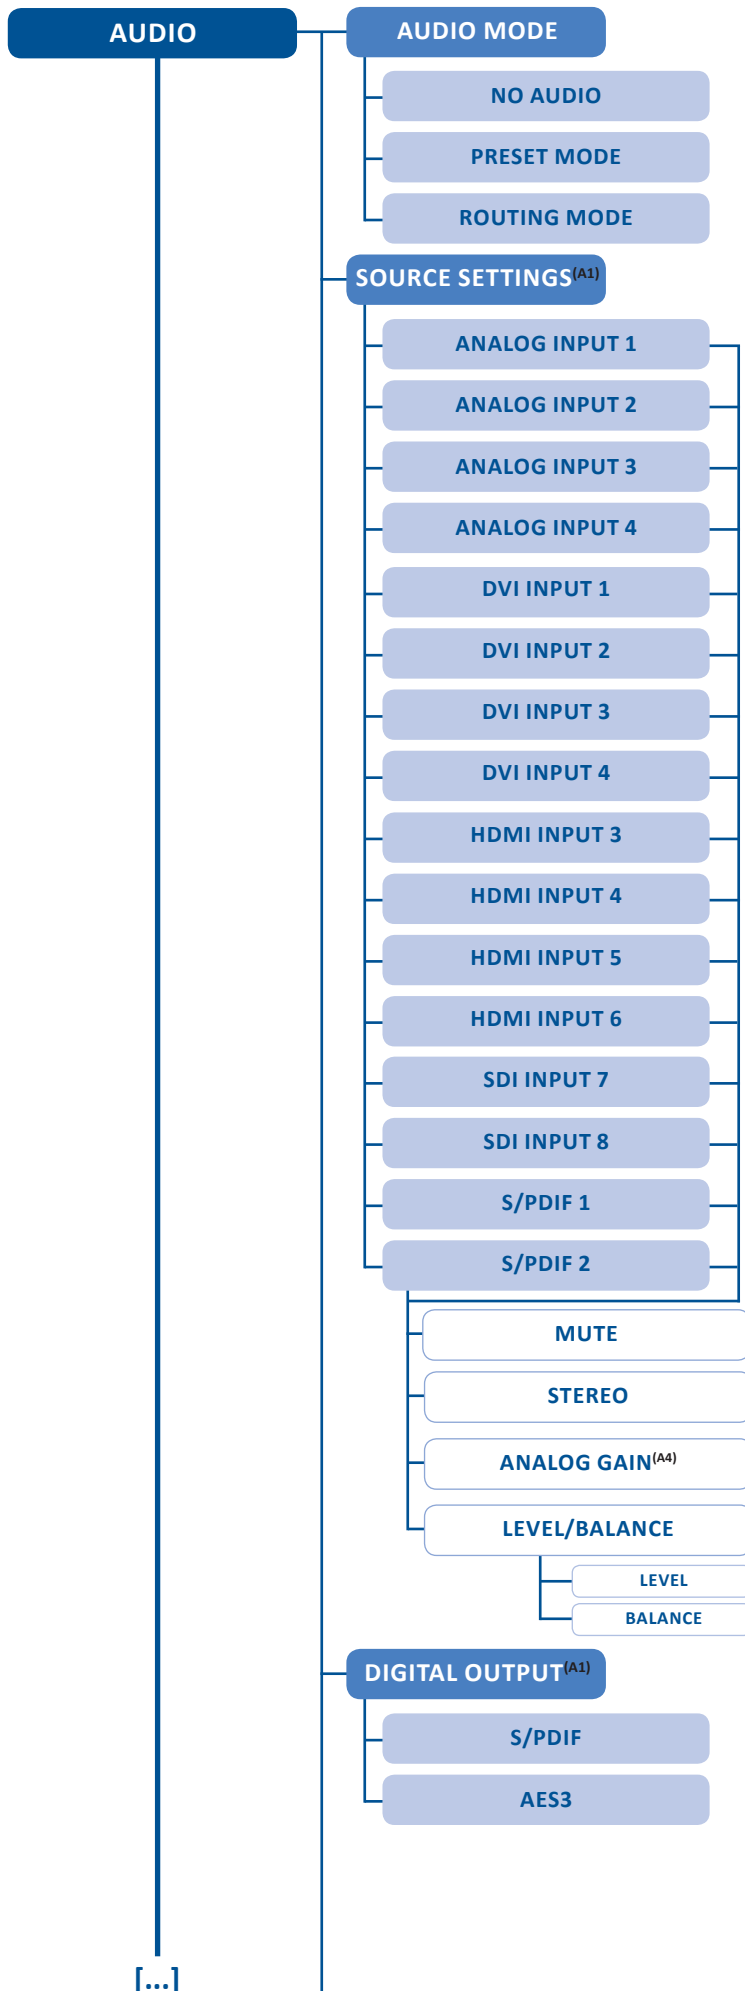 AUDIO
AUDIO MODE
NO AUDIO
PRESET MODE
ROUTING MODE
SOURCE SETTINGS(A1)
ANALOG INPUT 1
ANALOG INPUT 2
ANALOG INPUT 3
ANALOG INPUT 4
DVI INPUT 1
DVI INPUT 2
DVI INPUT 3
DVI INPUT 4
HDMI INPUT 3
HDMI INPUT 4
HDMI INPUT 5
HDMI INPUT 6
SDI INPUT 7
SDI INPUT 8
S/PDIF 1
S/PDIF 2
MUTE
STEREO
ANALOG GAIN(A4)
LEVEL/BALANCE
LEVEL
BALANCE
DIGITAL OUTPUT(A1)
S/PDIF
AES3
[...]